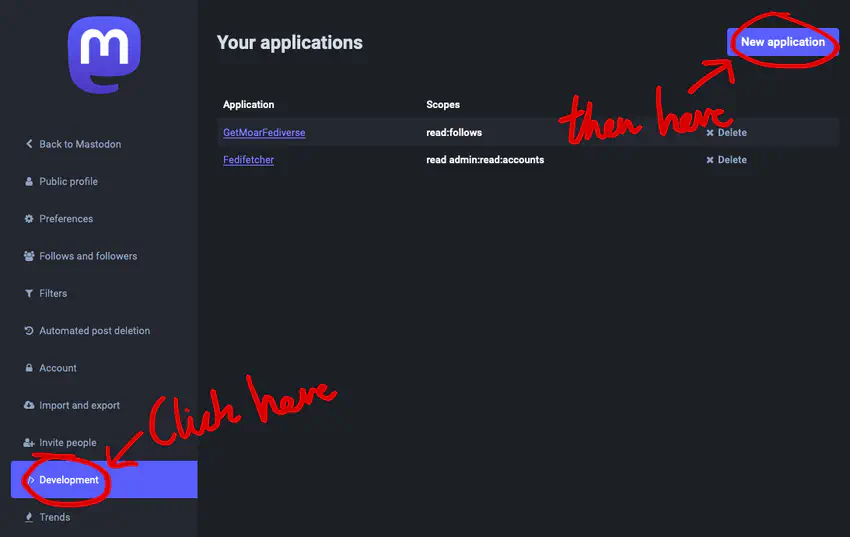 Your applications
New application
Application Scopes
GetMoarFediverse read:follows × Delete
Fedifetcher read admin:read:accounts × Delete
then here
Back to Mastodon
Public profile
Preferences
Follows and followers
Filters
Automated post deletion
Account
Import and export
Invite people
Development
Trends
Click here